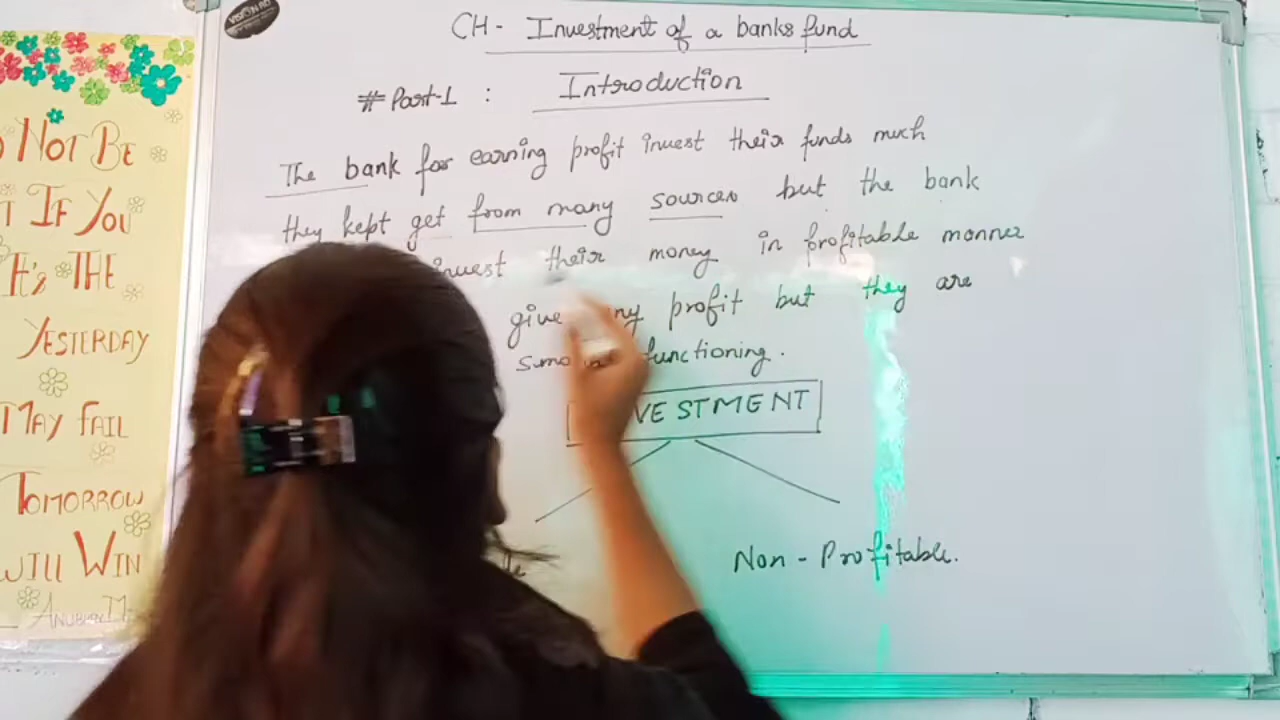 CH - Investment of a banks fund
# Part-1 : Introduction
The bank for earning profit invest their funds much
they kept get from many sources but the bank
invest their money in profitable manner
give profit but they are
functioning.
INVESTMENT
Non - Profitable.
NOT BE
IF YOU
It's THE
YESTERDAY
MAY FAIL
TOMORROW
WILL WIN